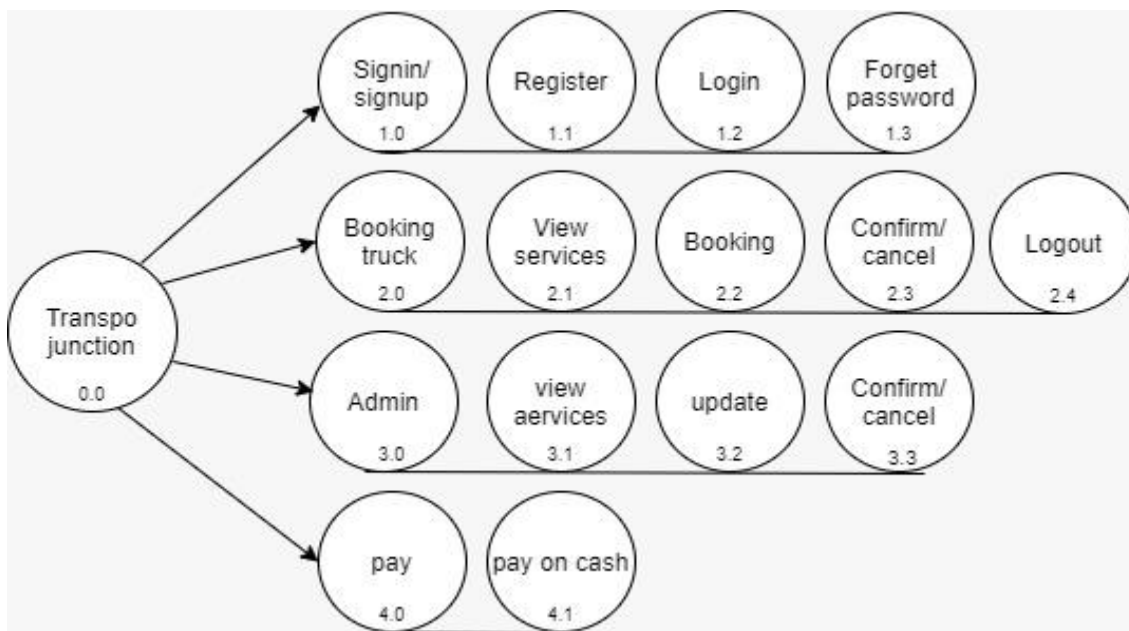 Signin/
signup
1.0
Register
1.1
Login
1.2
Forget
password
1.3
Booking
truck
2.0
View
services
2.1
Booking
2.2
Confirm/
cancel
2.3
Logout
2.4
Transpo
junction
0.0
Admin
3.0
view
aervices
3.1
update
3.2
Confirm/
cancel
3.3
pay
4.0
pay on cash
4.1